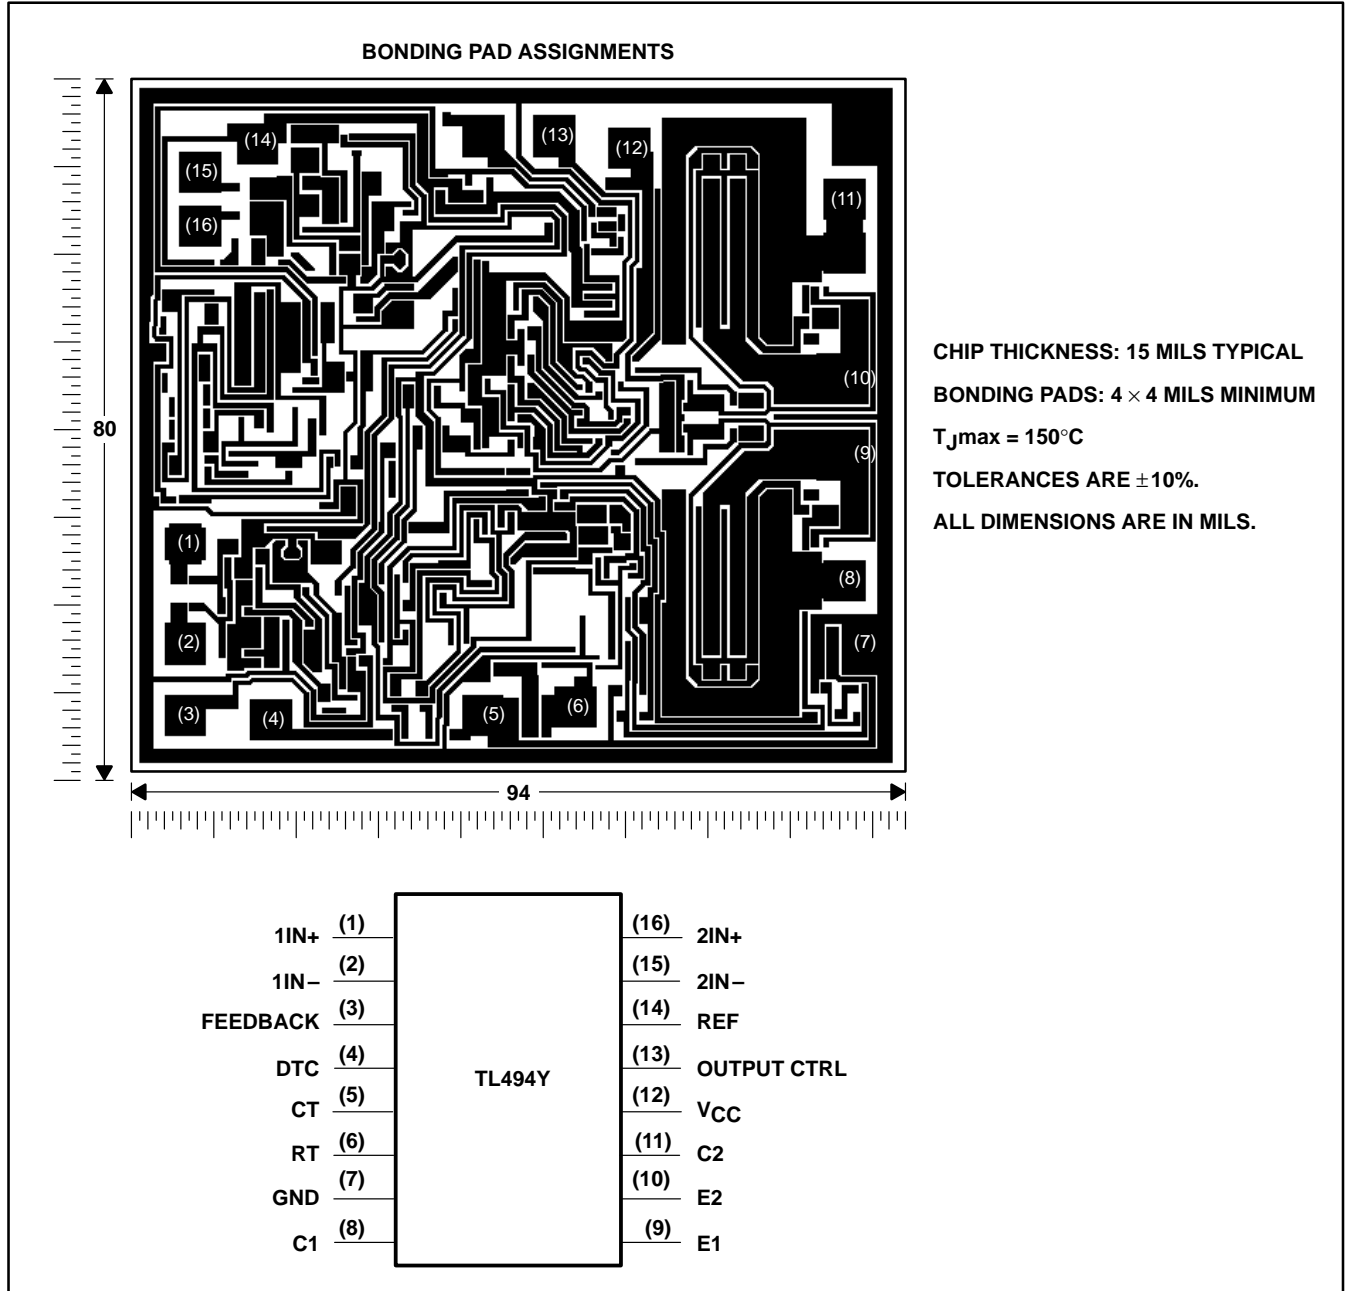 BONDING PAD ASSIGNMENTS
(14)
(13)
(12)
(15)
(16)
(11)
(10)
(9)
(1)
(8)
(2)
(7)
(3)
(4)
(5)
(6)
80
94
CHIP THICKNESS: 15 MILS TYPICAL
BONDING PADS: 4 × 4 MILS MINIMUM
TJmax = 150°C
TOLERANCES ARE ±10%.
ALL DIMENSIONS ARE IN MILS.
1IN+ (1)
1IN− (2)
FEEDBACK (3)
DTC (4)
CT (5)
RT (6)
GND (7)
C1 (8)
TL494Y
(16) 2IN+
(15) 2IN−
(14) REF
(13) OUTPUT CTRL
(12) VCC
(11) C2
(10) E2
(9) E1